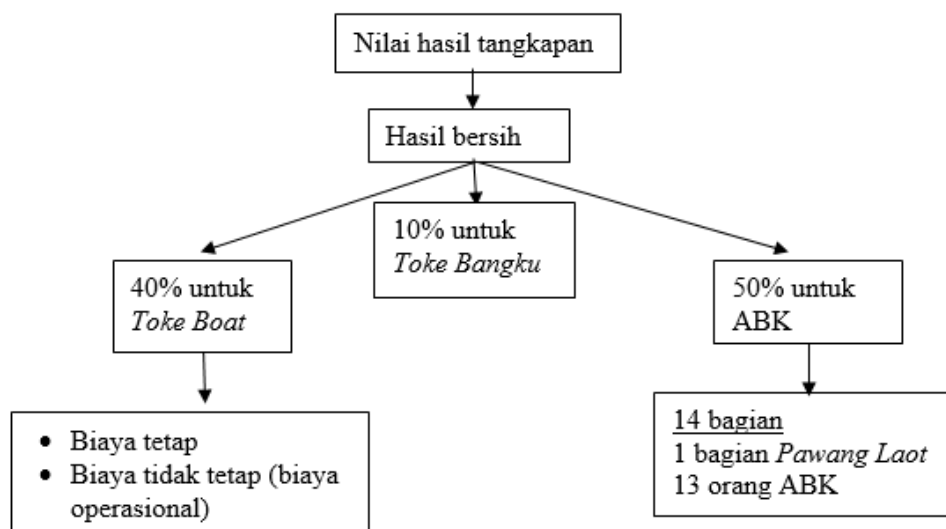 Nilai hasil tangkapan
Hasil bersih
10% untuk
Toke Bangku
40% untuk
Toke Boat
50% untuk
ABK
• Biaya tetap
• Biaya tidak tetap (biaya
operasional)
14 bagian
1 bagian Pawang Laot
13 orang ABK